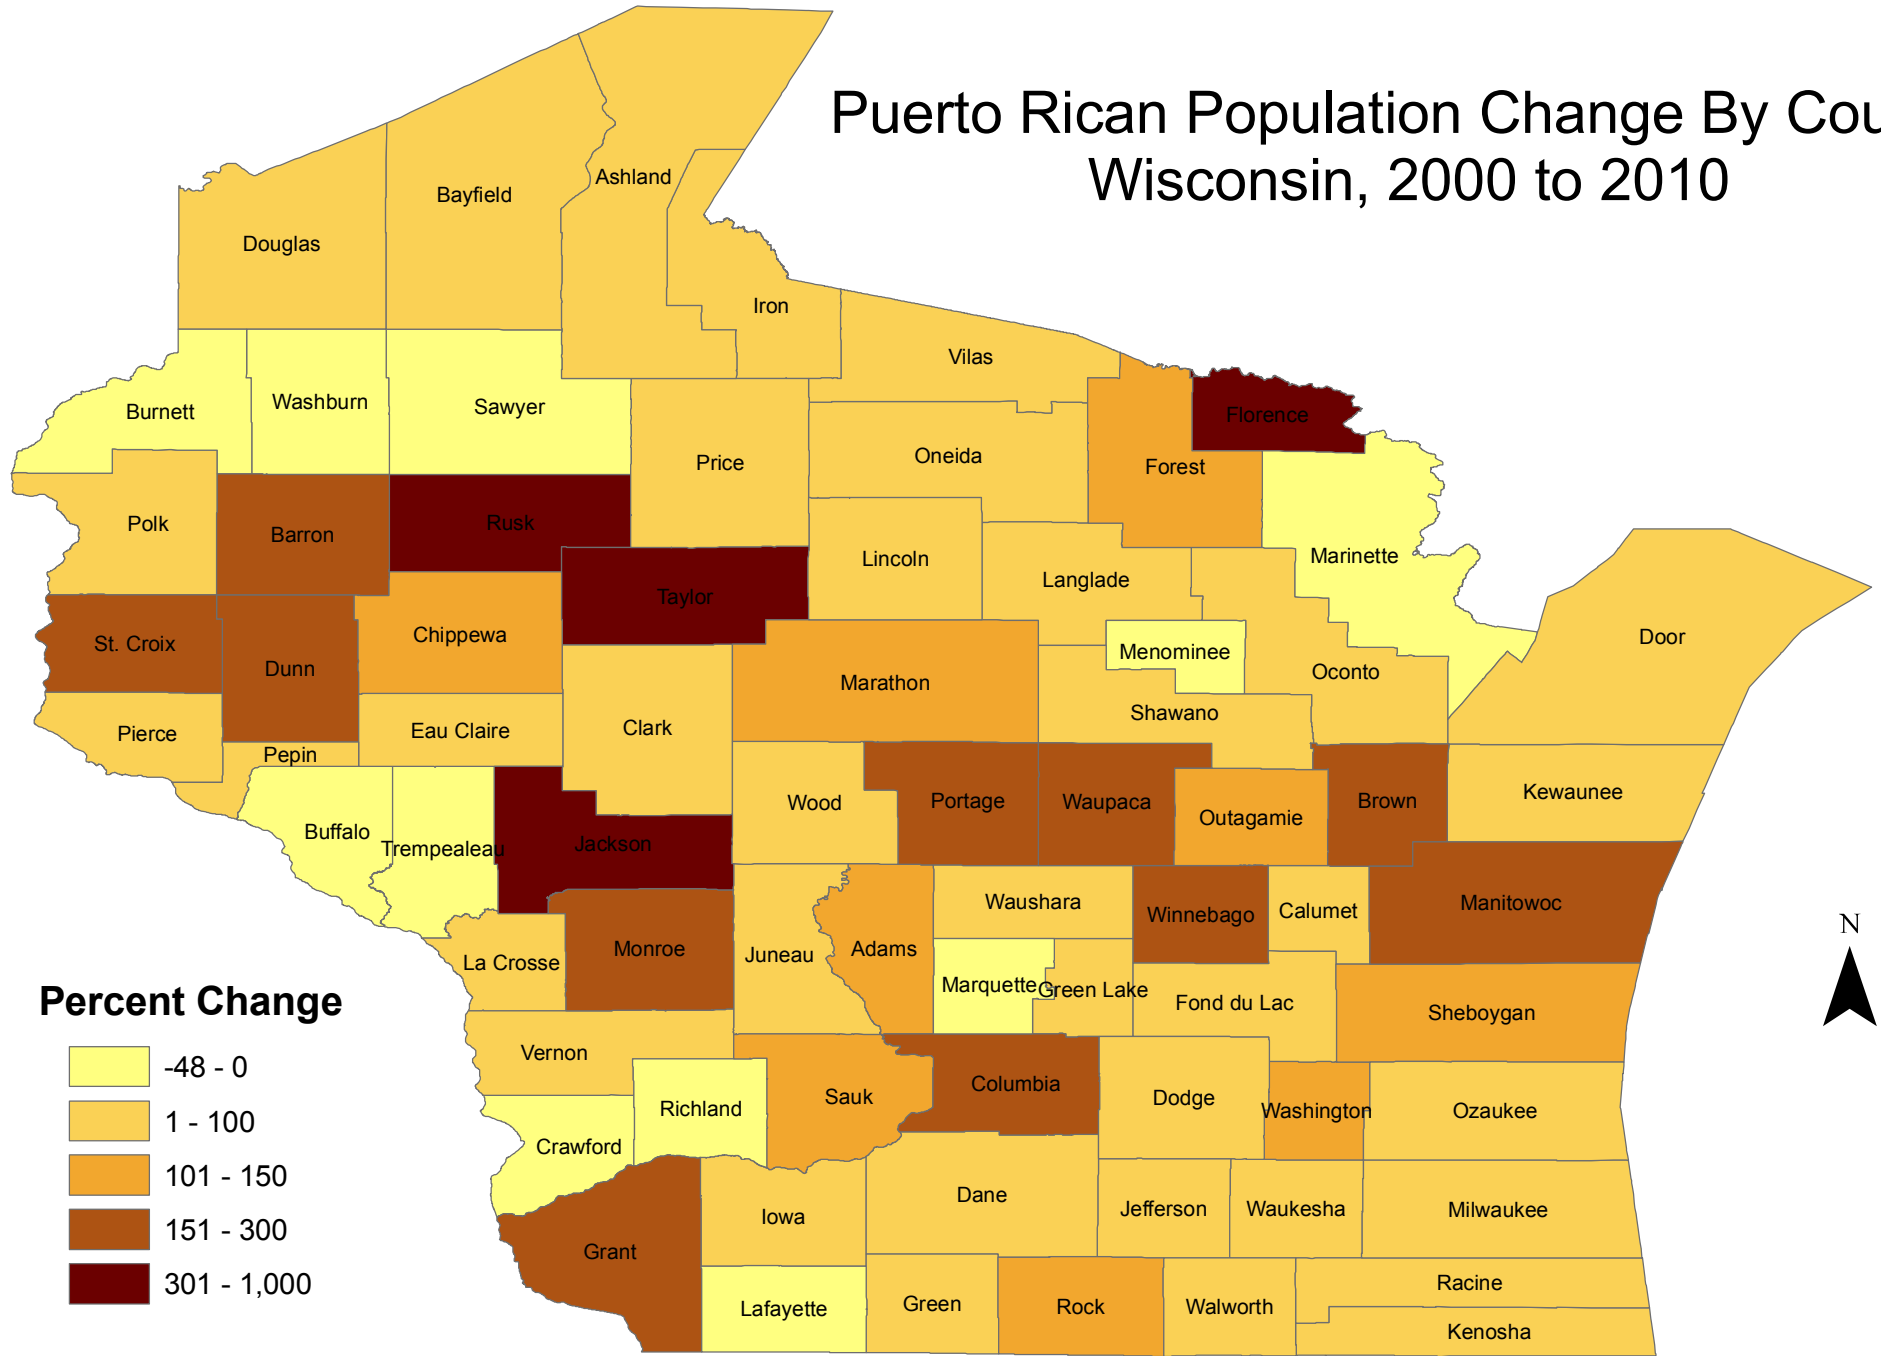 Puerto Rican Population Change By Cou
Wisconsin, 2000 to 2010
Ashland
Bayfield
Douglas
Iron
Vilas
Burnett
Washburn
Sawyer
Florence
Price
Oneida
Forest
Polk
Barron
Rusk
Lincoln
Marinette
Langlade
Taylor
St. Croix
Chippewa
Dunn
Menominee
Door
Marathon
Oconto
Pierce
Eau Claire
Clark
Shawano
Pepin
Wood
Portage
Waupaca
Outagamie
Brown
Kewaunee
Buffalo
Trempealeau
Jackson
Waushara
Winnebago
Calumet
Manitowoc
N
Monroe
Juneau
Adams
La Crosse
Marquette
Green Lake
Fond du Lac
Sheboygan
Vernon
Columbia
Sauk
Dodge
Washington
Ozaukee
Richland
Crawford
Dane
Jefferson
Waukesha
Milwaukee
Iowa
Grant
Lafayette
Green
Rock
Walworth
Racine
Kenosha
Percent Change
-48 - 0
1 - 100
101 - 150
151 - 300
301 - 1,000